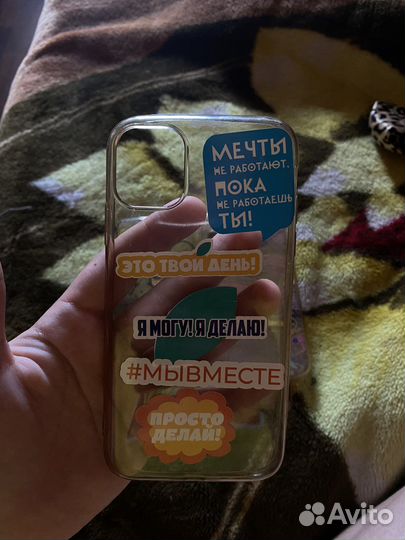 МЕЧТЫ
НЕ РАБОТАЮТ,
ПОКА
НЕ РАБОТАЕШЬ
ТЫ!
ЭТО ТВОЙ ДЕНЬ!
Я МОГУ! Я ДЕЛАЮ!
#МЫВМЕСТЕ
ПРОСТО
ДЕЛАЙ!
Avito